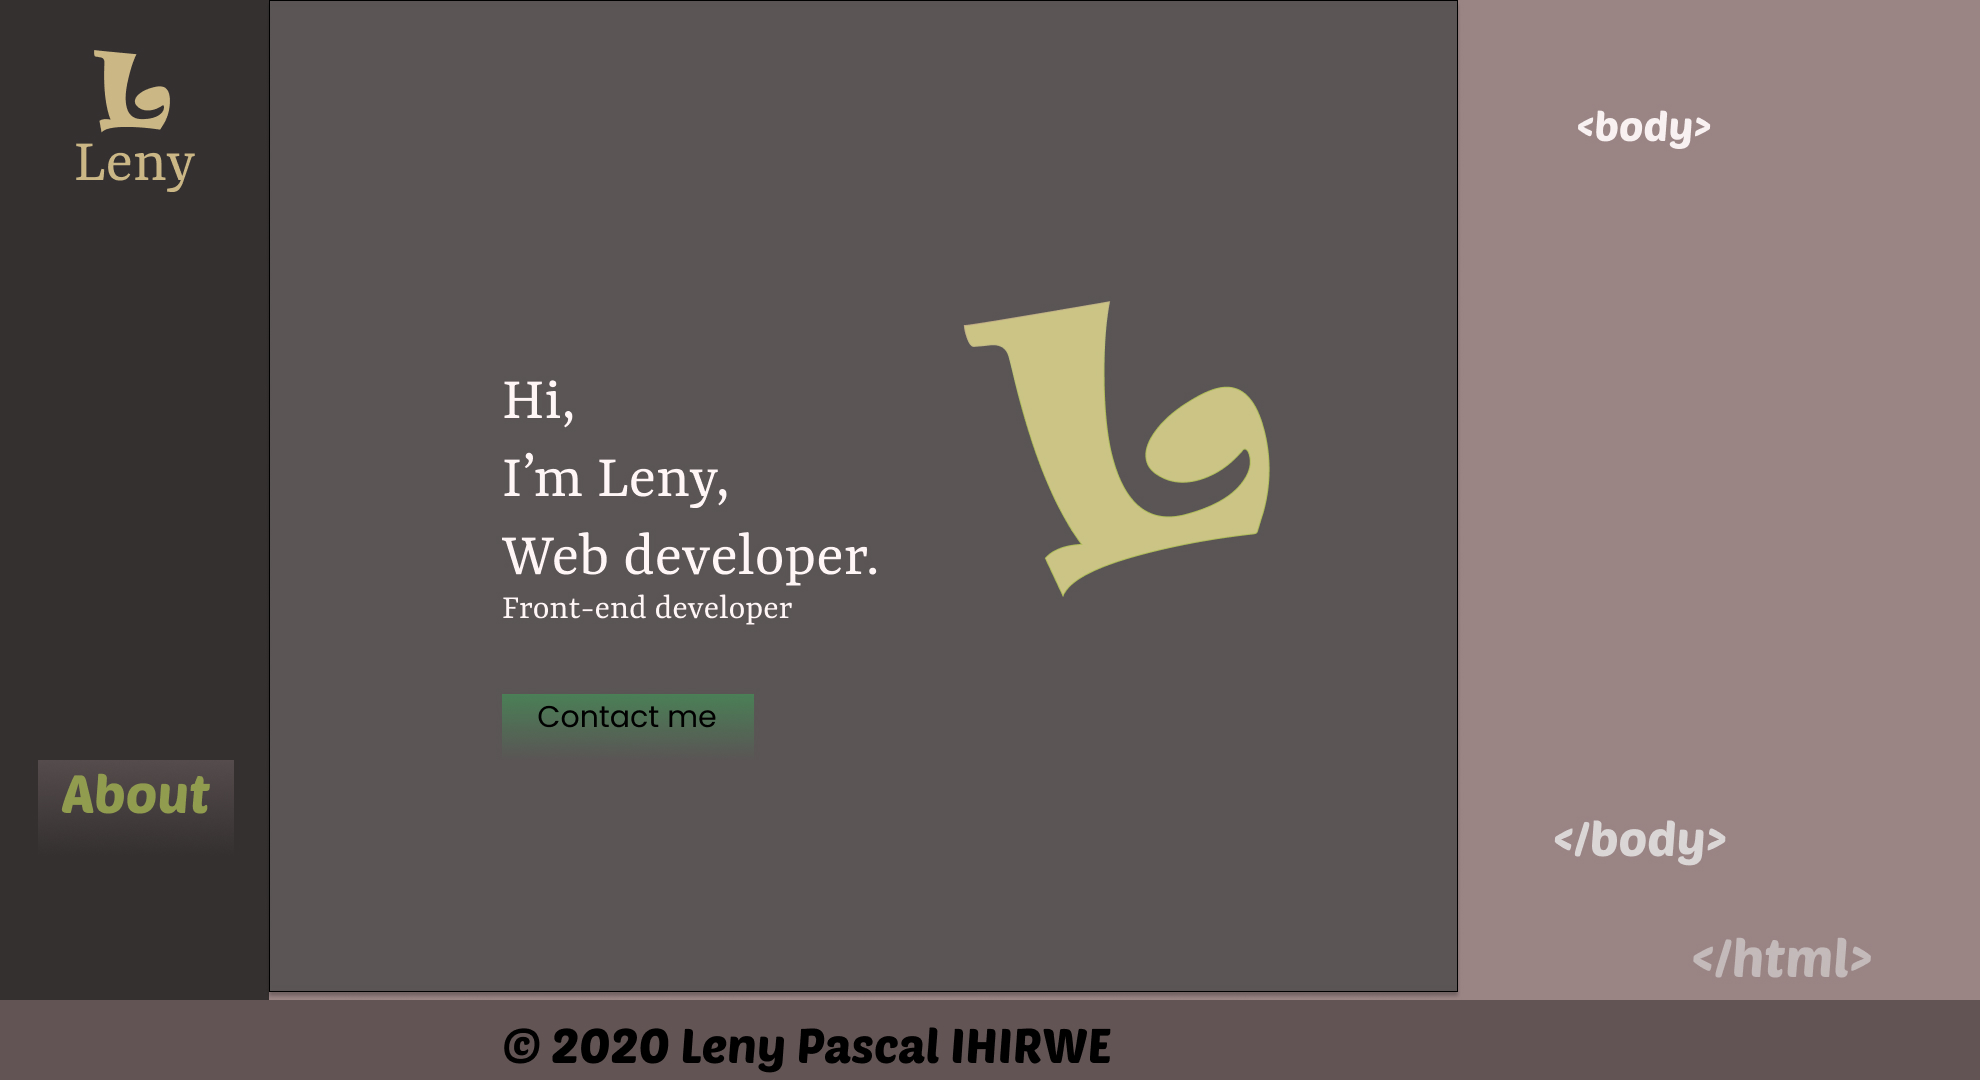 Leny
Hi,
I’m Leny,
Web developer.
Front-end developer
Contact me
About
<body>
</body>
</html>
© 2020 Leny Pascal IHIRWE